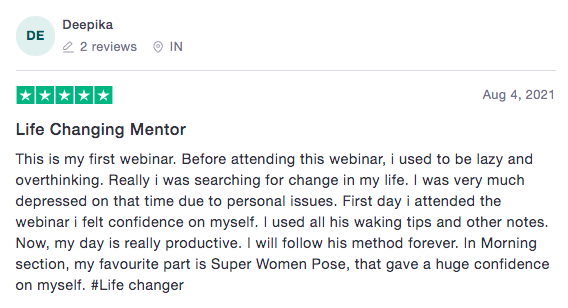 DE
Deepika
2 reviews IN
Aug 4, 2021
Life Changing Mentor
This is my first webinar. Before attending this webinar, i used to be lazy and
overthinking. Really i was searching for change in my life. I was very much
depressed on that time due to personal issues. First day i attended the
webinar i felt confidence on myself. I used all his waking tips and other notes.
Now, my day is really productive. I will follow his method forever. In Morning
section, my favourite part is Super Women Pose, that gave a huge confidence
on myself. #Life changer